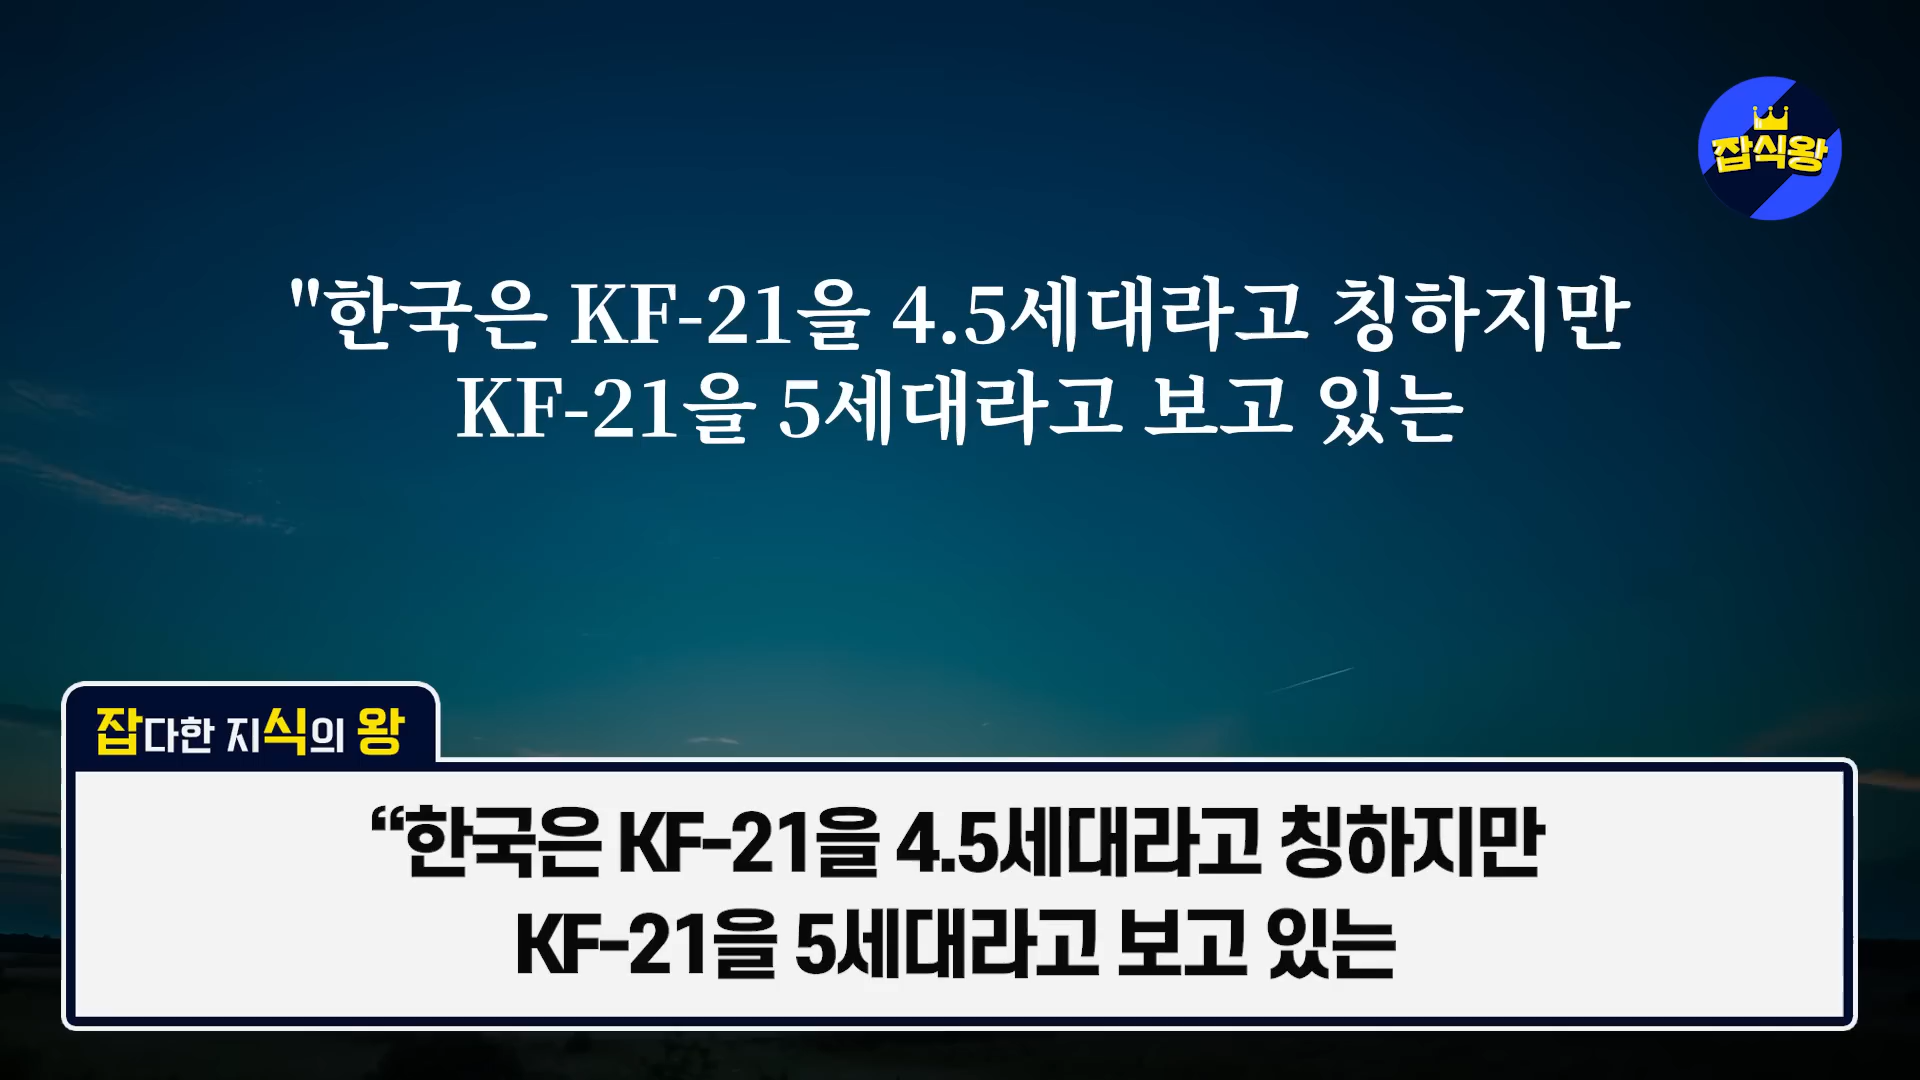 잡식왕
"한국은 KF-21을 4.5세대라고 칭하지만
KF-21을 5세대라고 보고 있는
잡다한 지식의 왕
“한국은 KF-21을 4.5세대라고 칭하지만
KF-21을 5세대라고 보고 있는